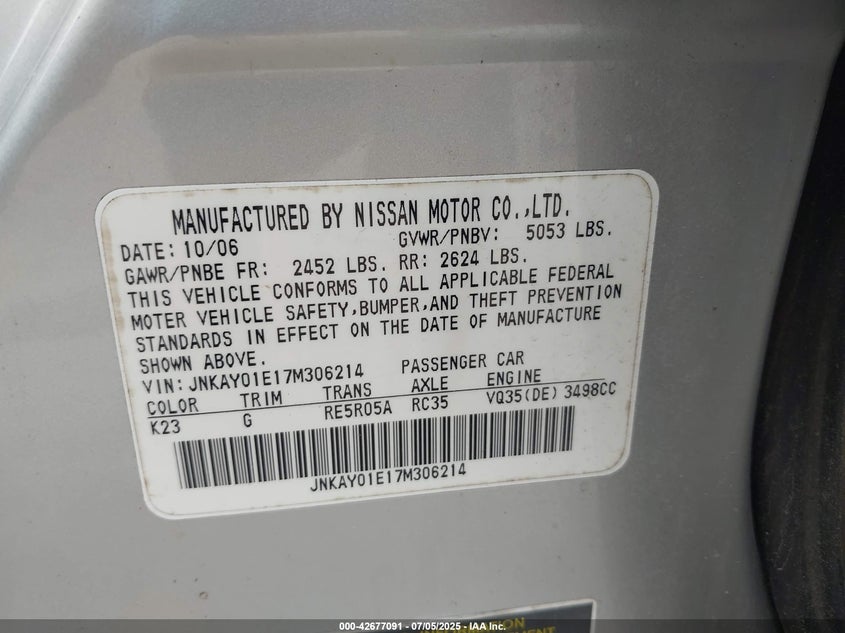 MANUFACTURED BY NISSAN MOTOR CO.,LTD.
DATE: 10/06 GVWR/PNBV: 5053 LBS.
GAWR/PNBE FR: 2452 LBS. RR: 2624 LBS.
THIS VEHICLE CONFORMS TO ALL APPLICABLE FEDERAL
MOTER VEHICLE SAFETY,BUMPER,AND THEFT PREVENTION
STANDARDS IN EFFECT ON THE DATE OF MANUFACTURE
SHOWN ABOVE.
VIN: JNKAY01E17M306214 PASSENGER CAR
COLOR TRIM TRANS AXLE ENGINE
K23 G RE5R05A RC35 VQ35(DE) 3498CC
JNKAY01E17M306214
000-42677091 - 07/05/2025 - IAA Inc.